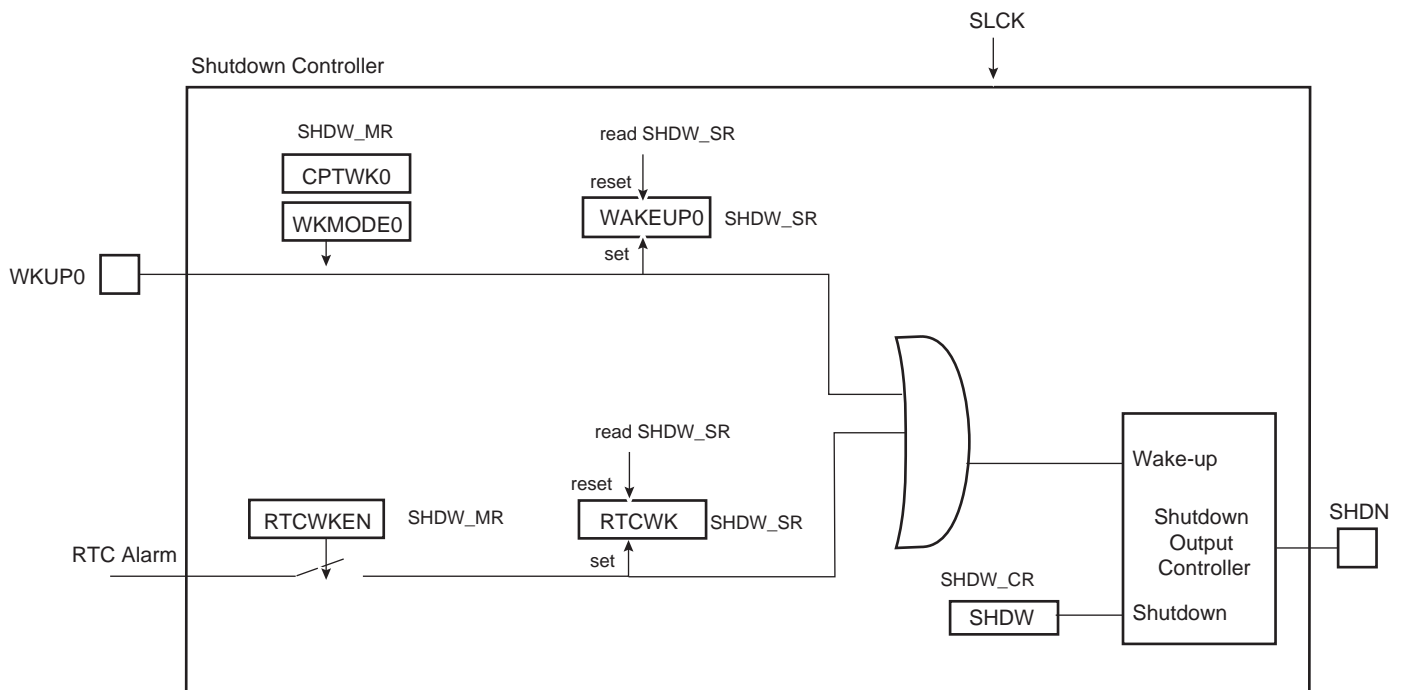 SLCK
Shutdown Controller
SHDW_MR
CPTWK0
WKMODE0
read SHDW_SR
reset
WAKEUP0
SHDW_SR
set
WKUP0
read SHDW_SR
reset
RTCWKEN
SHDW_MR
RTCWK
SHDW_SR
set
RTC Alarm
Wake-up
Shutdown
Output
Controller
SHDN
SHDW_CR
SHDW
Shutdown